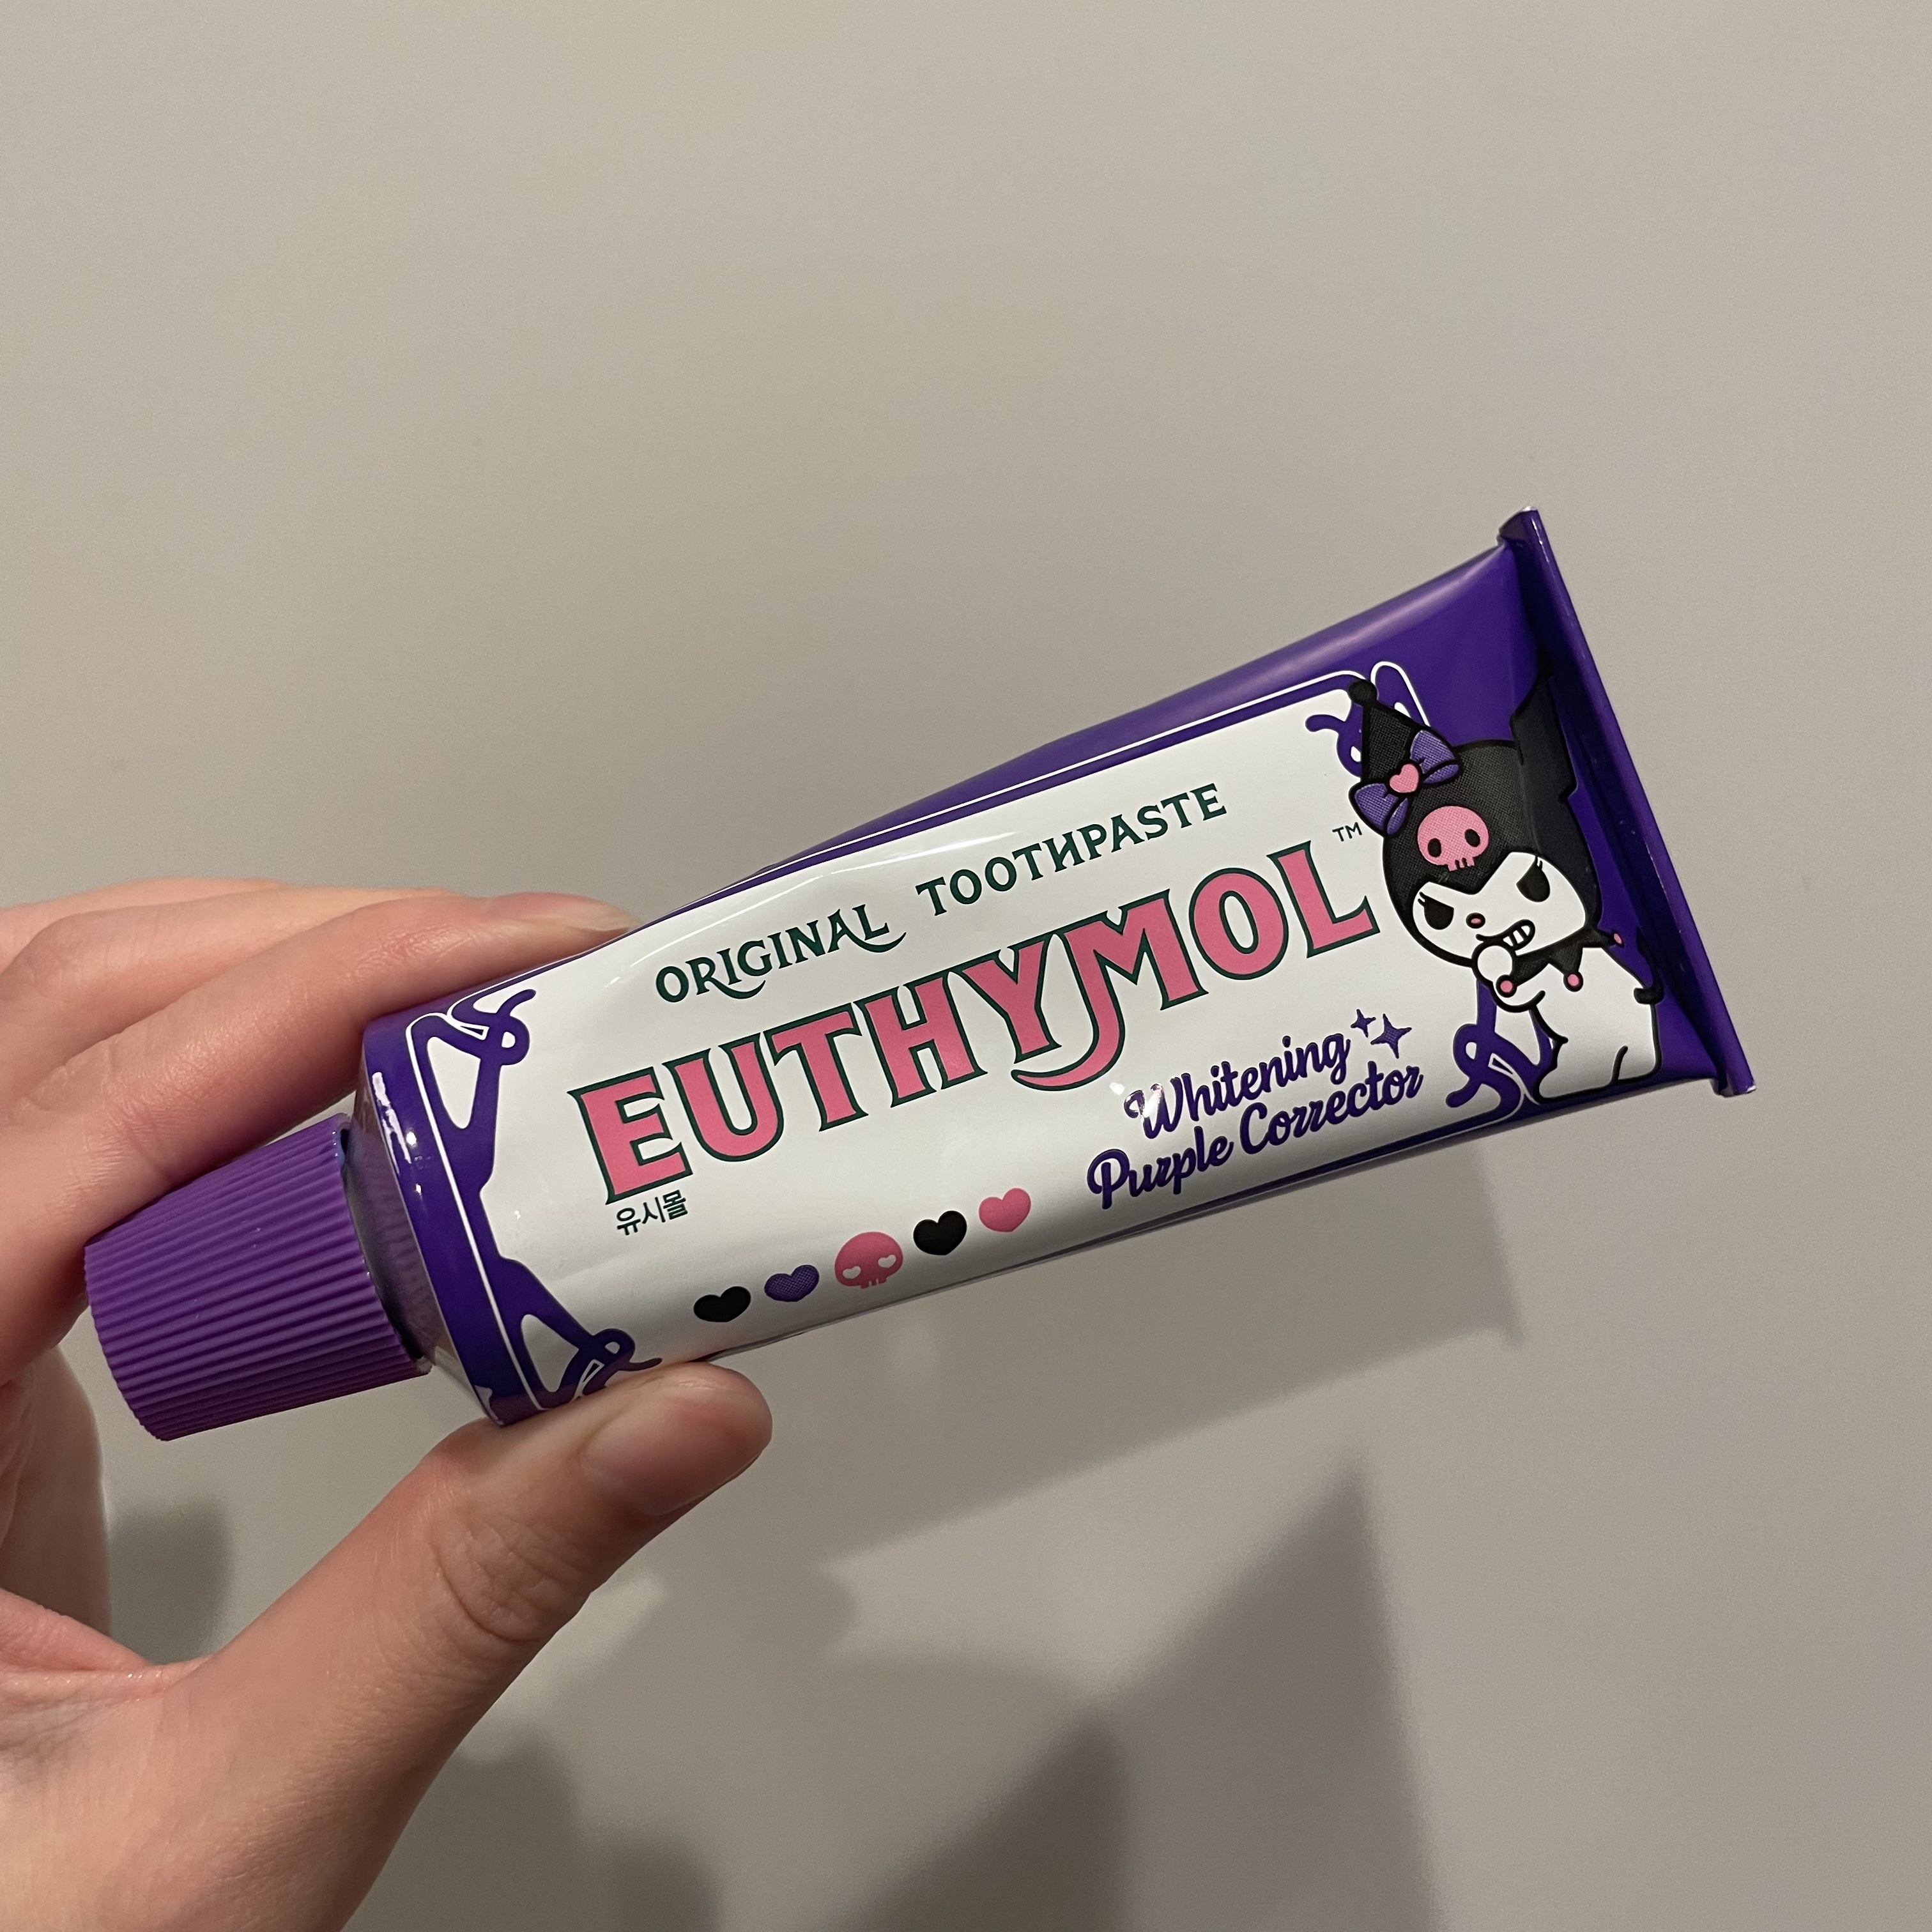 ORIGINAL TOOTHPASTE
EUTHYMOL™
유시몰
Whitening
Purple Corrector